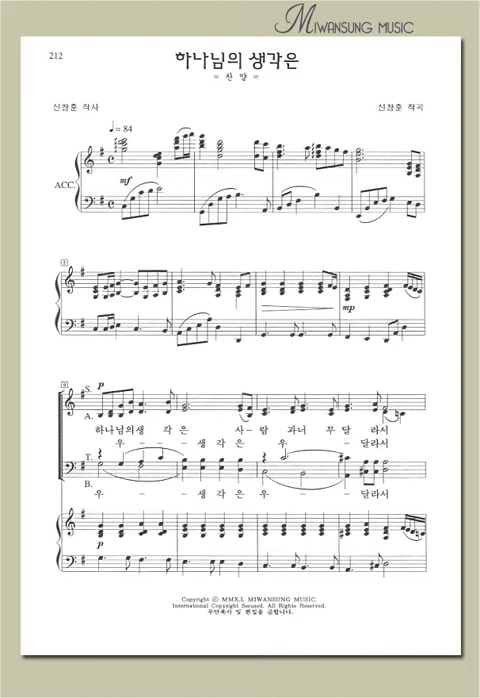 MIWANSUNG MUSIC
212
하나님의 생각은
= 찬 양 =
신창훈 작사
신창훈 작곡
♩ = 84
ACC.
mf
5
mp
9
p
S.
A.
하나님의생 각 은 사 – 람 과너 무달 라서
우 – – – 생 각 은 우 – 달라서
T.
B.
우 – – – 생 각은우 – – – 달라서
p
Copyright ⓒ MMXI. MIWANSUNG MUSIC.
International Copyright Secused. All Rights Reserved.
무단복사 및 편집을 금합니다.